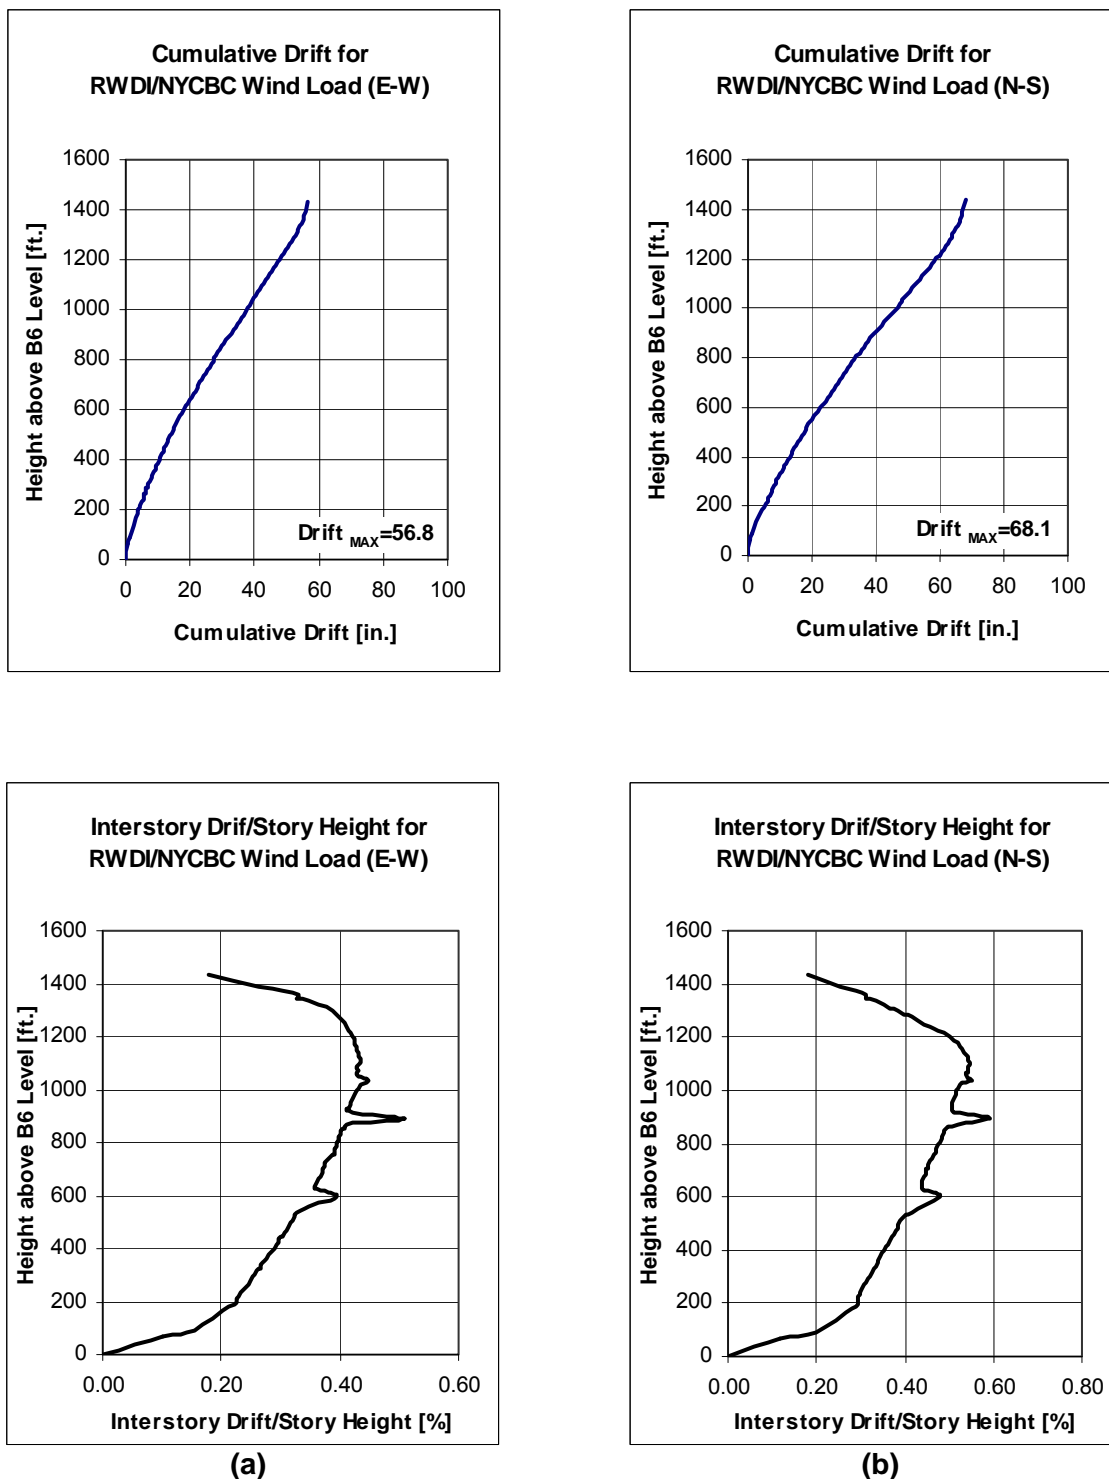 Cumulative Drift for
RWDI/NYCBC Wind Load (E-W)
1600
1400
1200
1000
800
600
400
200
0
Height above B6 Level [ft.]
Drift MAX=56.8
0 20 40 60 80 100
Cumulative Drift [in.]
Cumulative Drift for
RWDI/NYCBC Wind Load (N-S)
1600
1400
1200
1000
800
600
400
200
0
Height above B6 Level [ft.]
Drift MAX=68.1
0 20 40 60 80 100
Cumulative Drift [in.]
Interstory Drif/Story Height for
RWDI/NYCBC Wind Load (E-W)
1600
1400
1200
1000
800
600
400
200
0
Height above B6 Level [ft.]
0.00 0.20 0.40 0.60
Interstory Drift/Story Height [%]
(a)
Interstory Drif/Story Height for
RWDI/NYCBC Wind Load (N-S)
1600
1400
1200
1000
800
600
400
200
0
Height above B6 Level [ft.]
0.00 0.20 0.40 0.60 0.80
Interstory Drift/Story Height [%]
(b)